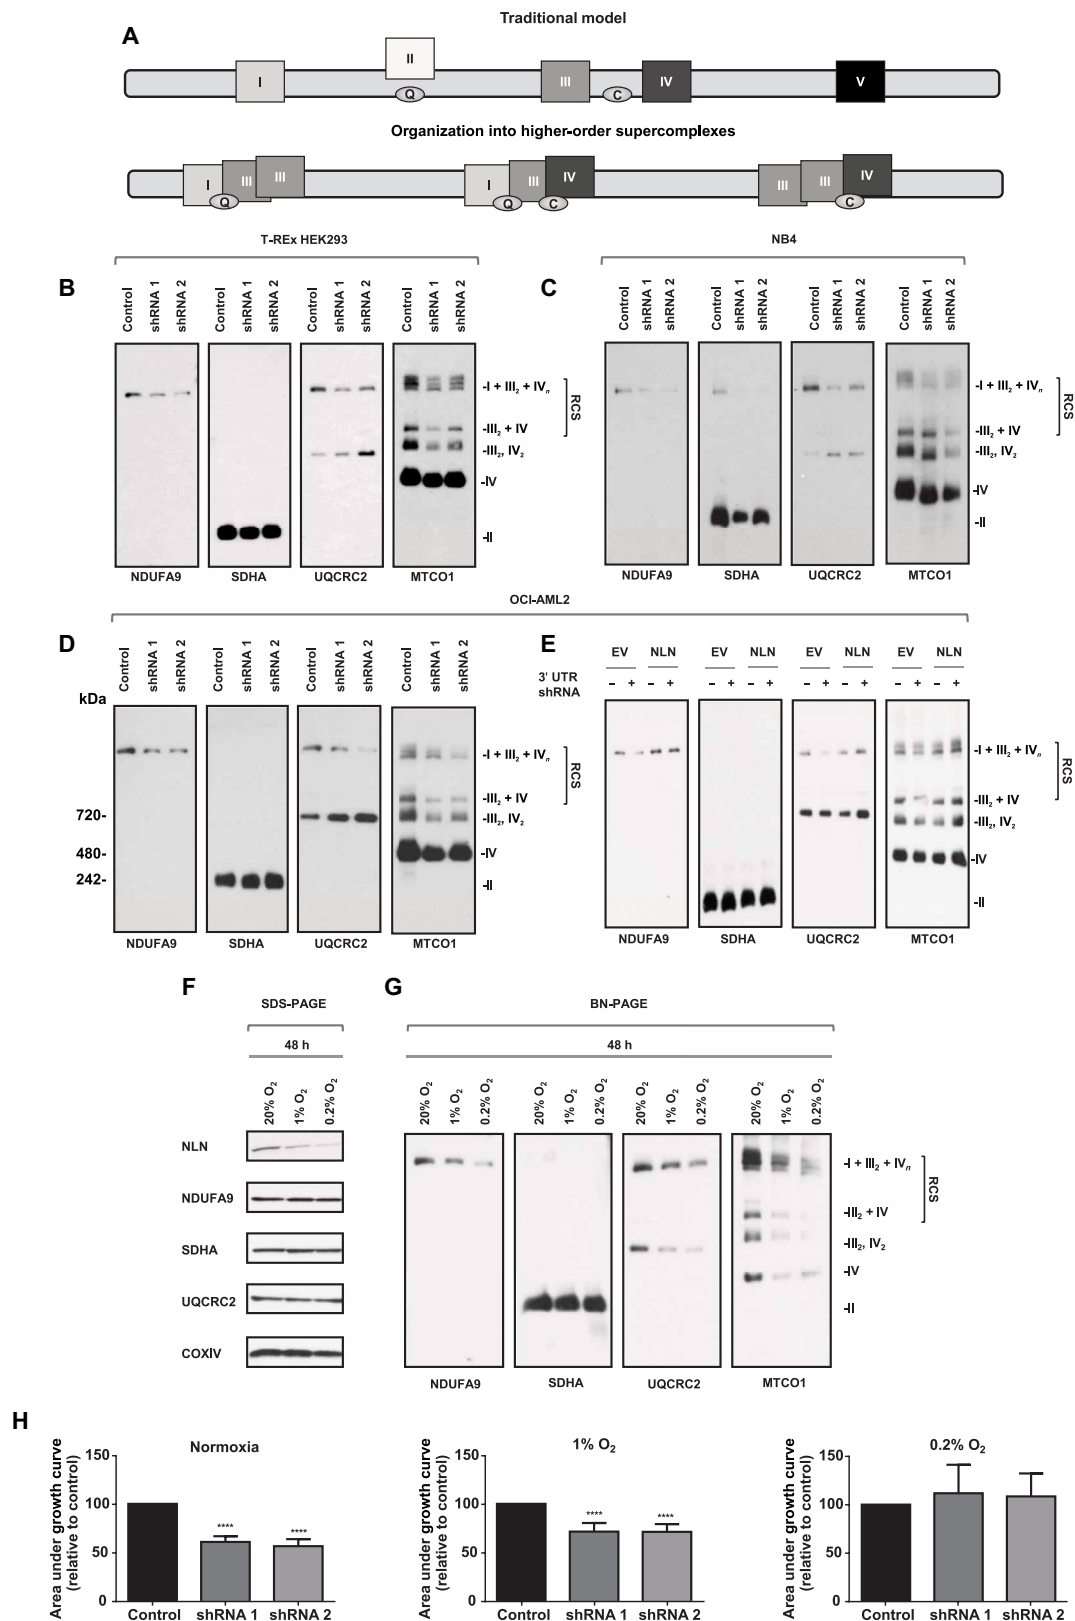 Traditional model
A
I
II
Q
III
C
IV
V
Organization into higher-order supercomplexes
I
Q
III
III
I
Q
III
C
IV
III
III
C
IV
T-REx HEK293
B
Control
shRNA 1
shRNA 2
Control
shRNA 1
shRNA 2
Control
shRNA 1
shRNA 2
Control
shRNA 1
shRNA 2
-I + III₂ + IVₙ
-III₂ + IV
RCS
-III₂, IV₂
-IV
-II
NDUFA9
SDHA
UQCRC2
MTCO1
NB4
C
Control
shRNA 1
shRNA 2
Control
shRNA 1
shRNA 2
Control
shRNA 1
shRNA 2
Control
shRNA 1
shRNA 2
-I + III₂ + IVₙ
-III₂ + IV
RCS
-III₂, IV₂
-IV
-II
NDUFA9
SDHA
UQCRC2
MTCO1
OCI-AML2
D
Control
shRNA 1
shRNA 2
Control
shRNA 1
shRNA 2
Control
shRNA 1
shRNA 2
Control
shRNA 1
shRNA 2
kDa
720-
480-
242-
-I + III₂ + IVₙ
-III₂ + IV
RCS
-III₂, IV₂
-IV
-II
NDUFA9
SDHA
UQCRC2
MTCO1
E
EV NLN EV NLN EV NLN EV NLN
3' UTR
shRNA
– + – + – + – + – + – + – + – +
-I + III₂ + IVₙ
-III₂ + IV
RCS
-III₂, IV₂
-IV
-II
NDUFA9
SDHA
UQCRC2
MTCO1
F
SDS-PAGE
48 h
20% O₂
1% O₂
0.2% O₂
NLN
NDUFA9
SDHA
UQCRC2
COXIV
G
BN-PAGE
48 h
20% O₂
1% O₂
0.2% O₂
20% O₂
1% O₂
0.2% O₂
20% O₂
1% O₂
0.2% O₂
20% O₂
1% O₂
0.2% O₂
-I + III₂ + IVₙ
-III₂ + IV
RCS
-III₂, IV₂
-IV
-II
NDUFA9
SDHA
UQCRC2
MTCO1
H
Normoxia
Area under growth curve
(relative to control)
150
100
50
0
****
****
Control
shRNA 1
shRNA 2
1% O₂
Area under growth curve
(relative to control)
150
100
50
0
****
****
Control
shRNA 1
shRNA 2
0.2% O₂
Area under growth curve
(relative to control)
150
100
50
0
Control
shRNA 1
shRNA 2